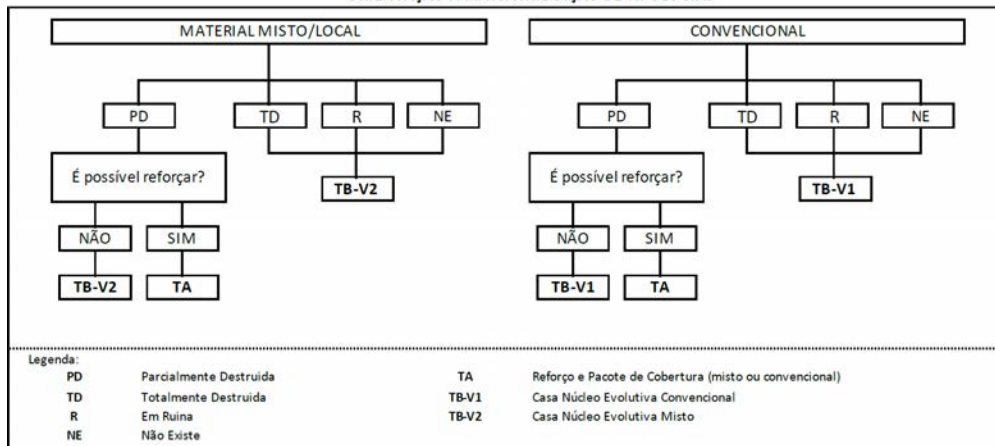 MATERIAL MISTO/LOCAL
CONVENCIONAL
PD
TD
R
NE
PD
TD
R
NE
É possível reforçar?
TB-V2
É possível reforçar?
TB-V1
NÃO
SIM
NÃO
SIM
TB-V2
TA
TB-V1
TA
Legenda:
PD Parcialmente Destruida
TA Reforço e Pacote de Cobertura (misto ou convencional)
TD Totalmente Destruida
TB-V1 Casa Núcleo Evolutiva Convencional
R Em Ruina
TB-V2 Casa Núcleo Evolutiva Misto
NE Não Existe